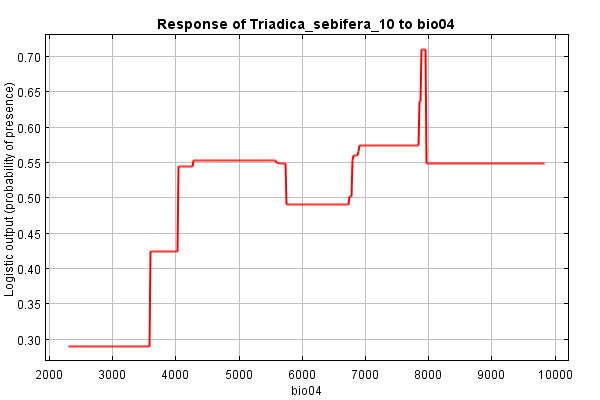 Response of Triadica_sebifera_10 to bio04
Logistic output (probability of presence)
0.70
0.65
0.60
0.55
0.50
0.45
0.40
0.35
0.30
2000 3000 4000 5000 6000 7000 8000 9000 10000
bio04